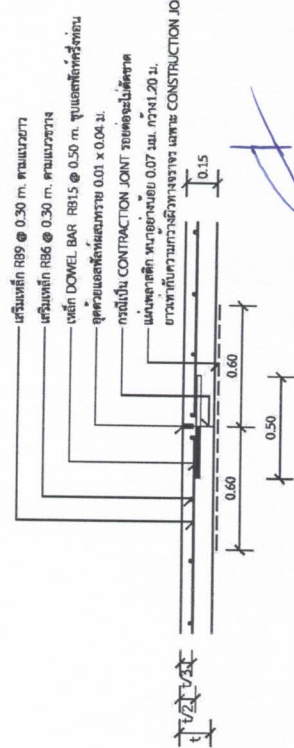 เสริมเหล็ก RB9 @ 0.30 m. ตามแนวยาว
เสริมเหล็ก RB6 @ 0.30 m. ตามแนวขวาง
เหล็ก DOWEL BAR RB15 @ 0.50 m. ชุบแอสฟัลท์ครึ่งท่อน
อุดด้วยแอสฟัลท์ผสมทราย 0.01 x 0.04 ม.
กรณีเป็น CONTRACTION JOINT รอยต่อจะไม่ตัดขาด
แผ่นพลาสติก หนาอย่างน้อย 0.07 มม. กว้าง1.20 ม.
ยาวเท่ากับความกว้างผิวทางจราจร เฉพาะ CONSTRUCTION JO
0.15
0.60
0.60
0.50
t/3
t/2
t